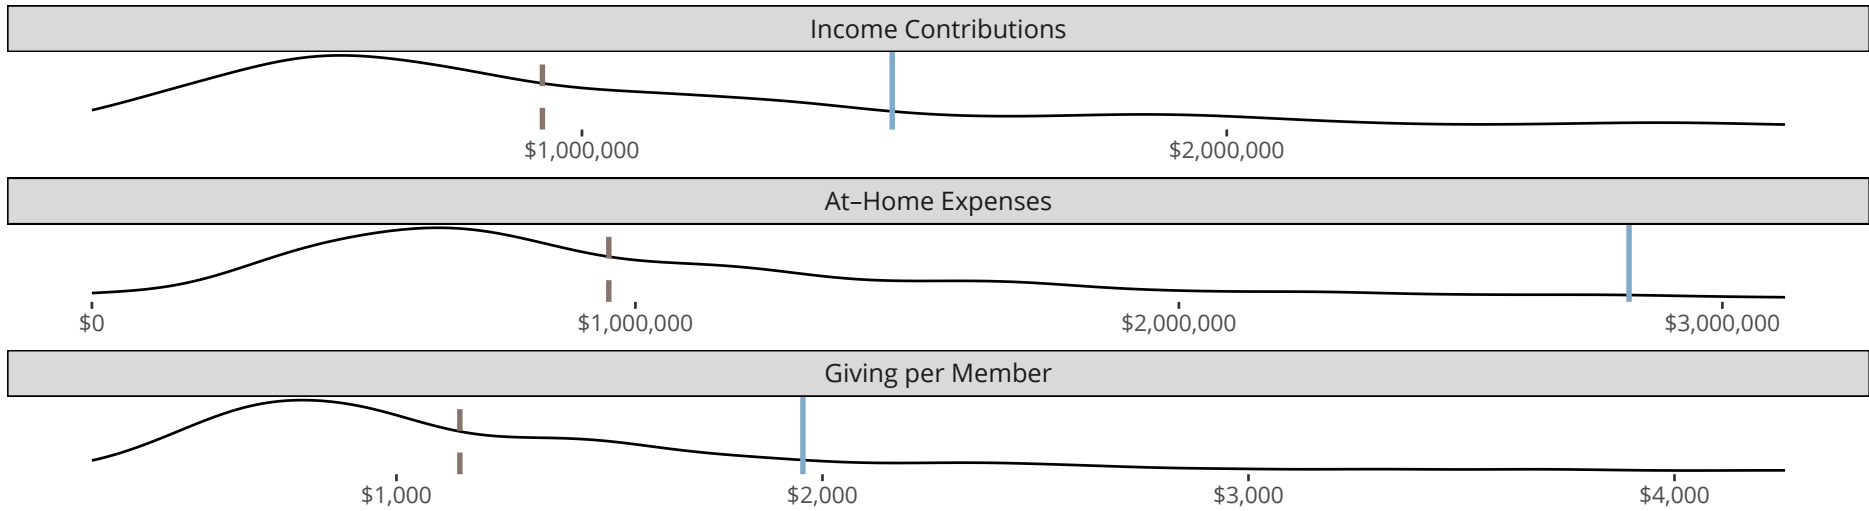 Income Contributions
$1,000,000 $2,000,000
At–Home Expenses
$0 $1,000,000 $2,000,000 $3,000,000
Giving per Member
$1,000 $2,000 $3,000 $4,000